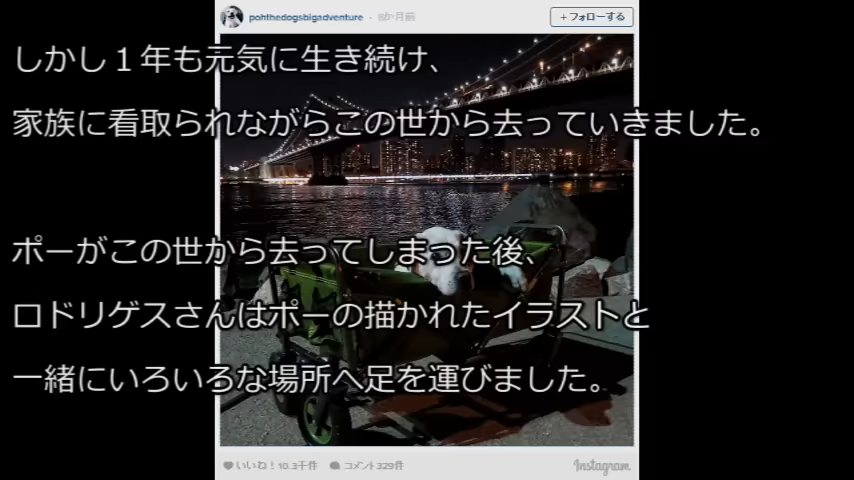 pohthedogsbigadventure・8か月前
＋フォローする
しかし１年も元気に生き続け、
家族に看取られながらこの世から去っていきました。
ポーがこの世から去ってしまった後、
ロドリゲスさんはポーの描かれたイラストと
一緒にいろいろな場所へ足を運びました。
いいね！10.3千件 コメント329件
Instagram